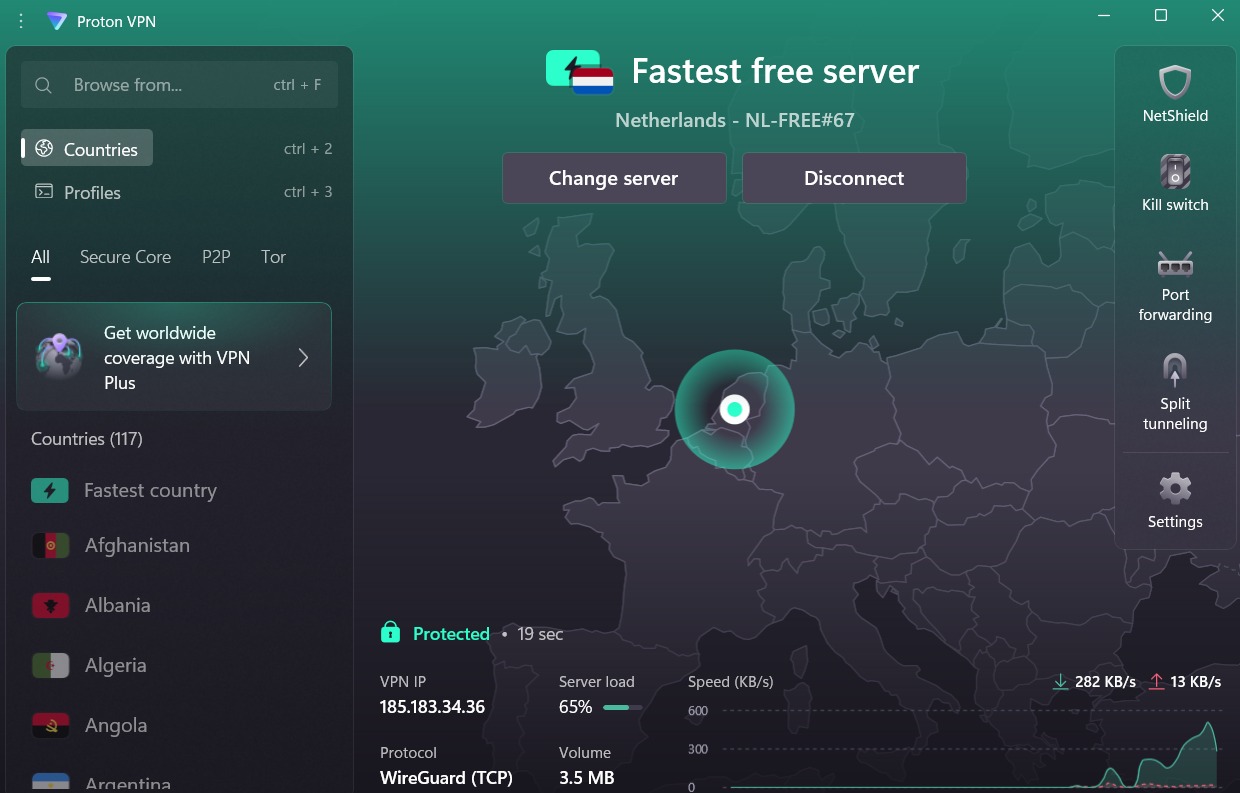 Proton VPN
Browse from...
ctrl + F
Countries
ctrl + 2
Profiles
ctrl + 3
All
Secure Core
P2P
Tor
Get worldwide
coverage with VPN
Plus
Countries (117)
Fastest country
Afghanistan
Albania
Algeria
Angola
Argentina
Fastest free server
Netherlands - NL-FREE#67
Change server
Disconnect
Protected • 19 sec
VPN IP
185.183.34.36
Server load
65%
Protocol
WireGuard (TCP)
Volume
3.5 MB
Speed (KB/s)
282 KB/s
13 KB/s
600
300
0
NetShield
Kill switch
Port
forwarding
Split
tunneling
Settings